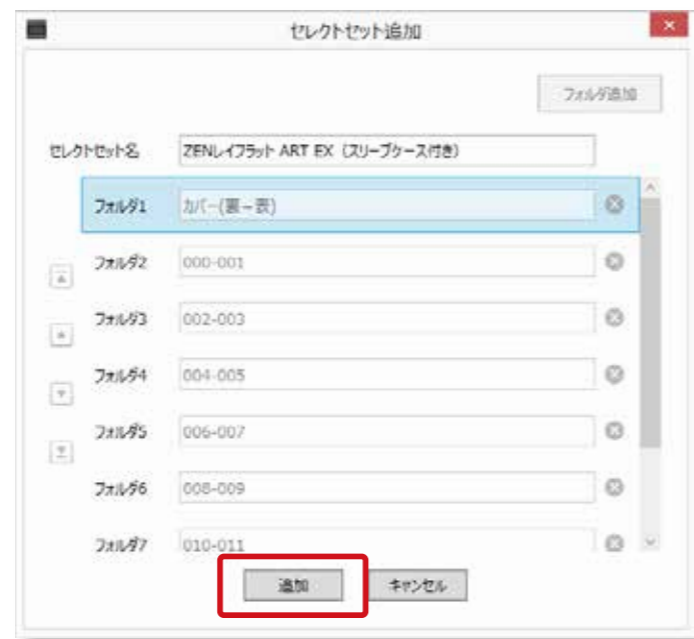 セレクトセット追加
フォルダ追加
セレクトセット名 ZENレイフラット ART EX（スリーブケース付き）
フォルダ1 カバー(裏－表)
フォルダ2 000-001
フォルダ3 002-003
フォルダ4 004-005
フォルダ5 006-007
フォルダ6 008-009
フォルダ7 010-011
追加 キャンセル